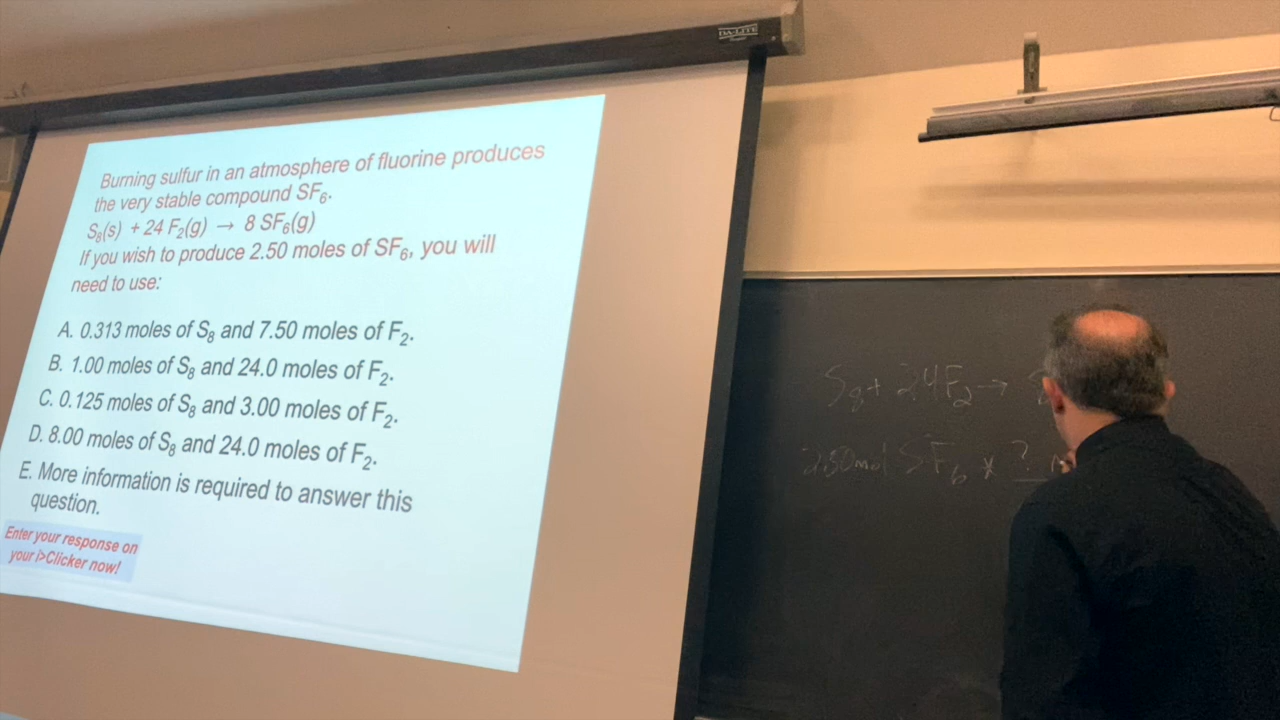 DA-LITE
Burning sulfur in an atmosphere of fluorine produces
the very stable compound SF₆.
S₈(s) + 24 F₂(g) → 8 SF₆(g)
If you wish to produce 2.50 moles of SF₆, you will
need to use:
A. 0.313 moles of S₈ and 7.50 moles of F₂.
B. 1.00 moles of S₈ and 24.0 moles of F₂.
C. 0.125 moles of S₈ and 3.00 moles of F₂.
D. 8.00 moles of S₈ and 24.0 moles of F₂.
E. More information is required to answer this
question.
Enter your response on
your i>Clicker now!
S₈ + 24F₂ →
2.50mol SF₆ * ?